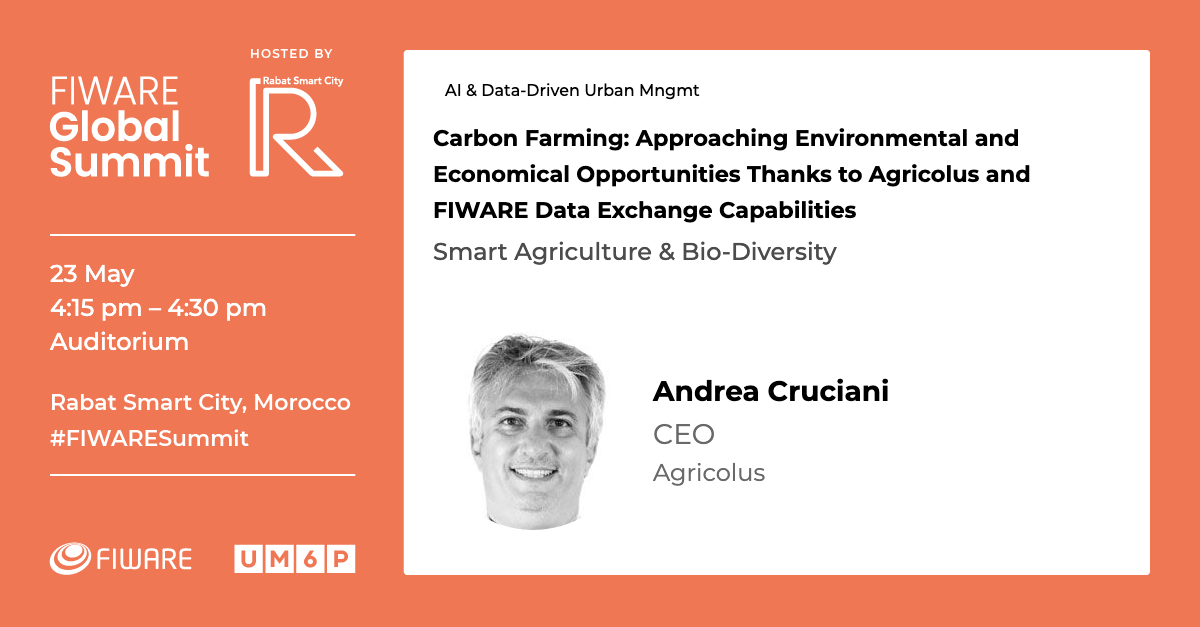 HOSTED BY
FIWARE
Global
Summit
Rabat Smart City
R
23 May
4:15 pm – 4:30 pm
Auditorium
Rabat Smart City, Morocco
#FIWARESummit
FIWARE
UM6P
AI & Data-Driven Urban Mngmt
Carbon Farming: Approaching Environmental and
Economical Opportunities Thanks to Agricolus and
FIWARE Data Exchange Capabilities
Smart Agriculture & Bio-Diversity
Andrea Cruciani
CEO
Agricolus